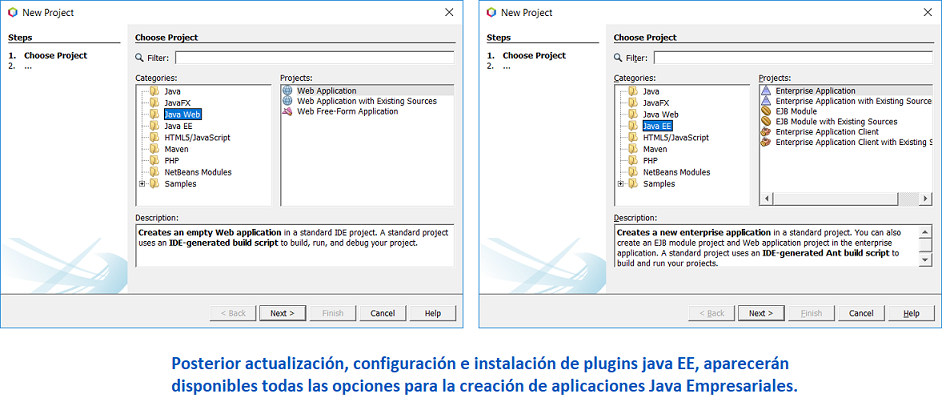 New Project
Steps
1. Choose Project
2. ...
Choose Project
Filter:
Categories:
Java
JavaFX
Java Web
Java EE
HTML5/JavaScript
Maven
PHP
NetBeans Modules
Samples
Projects:
Web Application
Web Application with Existing Sources
Web Free-Form Application
Description:
Creates an empty Web application in a standard IDE project. A standard project
uses an IDE-generated build script to build, run, and debug your project.
< Back
Next >
Finish
Cancel
Help
New Project
Steps
1. Choose Project
2. ...
Choose Project
Filter:
Categories:
Java
JavaFX
Java Web
Java EE
HTML5/JavaScript
Maven
PHP
NetBeans Modules
Samples
Projects:
Enterprise Application
Enterprise Application with Existing Source
EJB Module
EJB Module with Existing Sources
Enterprise Application Client
Enterprise Application Client with Existing S
Description:
Creates a new enterprise application in a standard project. You can also
create an EJB module project and Web application project in the enterprise
application. A standard project uses an IDE-generated Ant build script to
build and run your projects.
< Back
Next >
Finish
Cancel
Help
Posterior actualización, configuración e instalación de plugins java EE, aparecerán
disponibles todas las opciones para la creación de aplicaciones Java Empresariales.